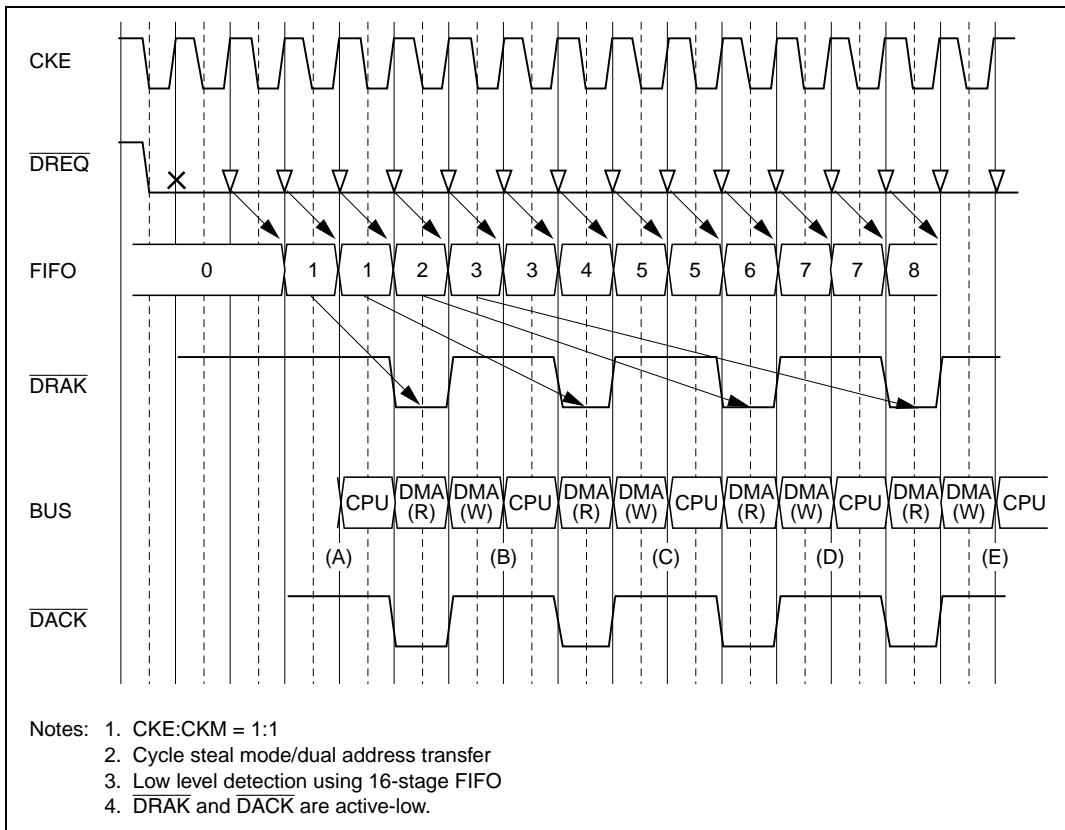 CKE
DREQ
FIFO
0 1 1 2 3 3 4 5 5 6 7 7 8
DRAK
BUS
CPU DMA (R) DMA (W) CPU DMA (R) DMA (W) CPU DMA (R) DMA (W) CPU DMA (R) DMA (W) CPU
(A) (B) (C) (D) (E)
DACK
Notes: 1. CKE:CKM = 1:1
2. Cycle steal mode/dual address transfer
3. Low level detection using 16-stage FIFO
4. DRAK and DACK are active-low.